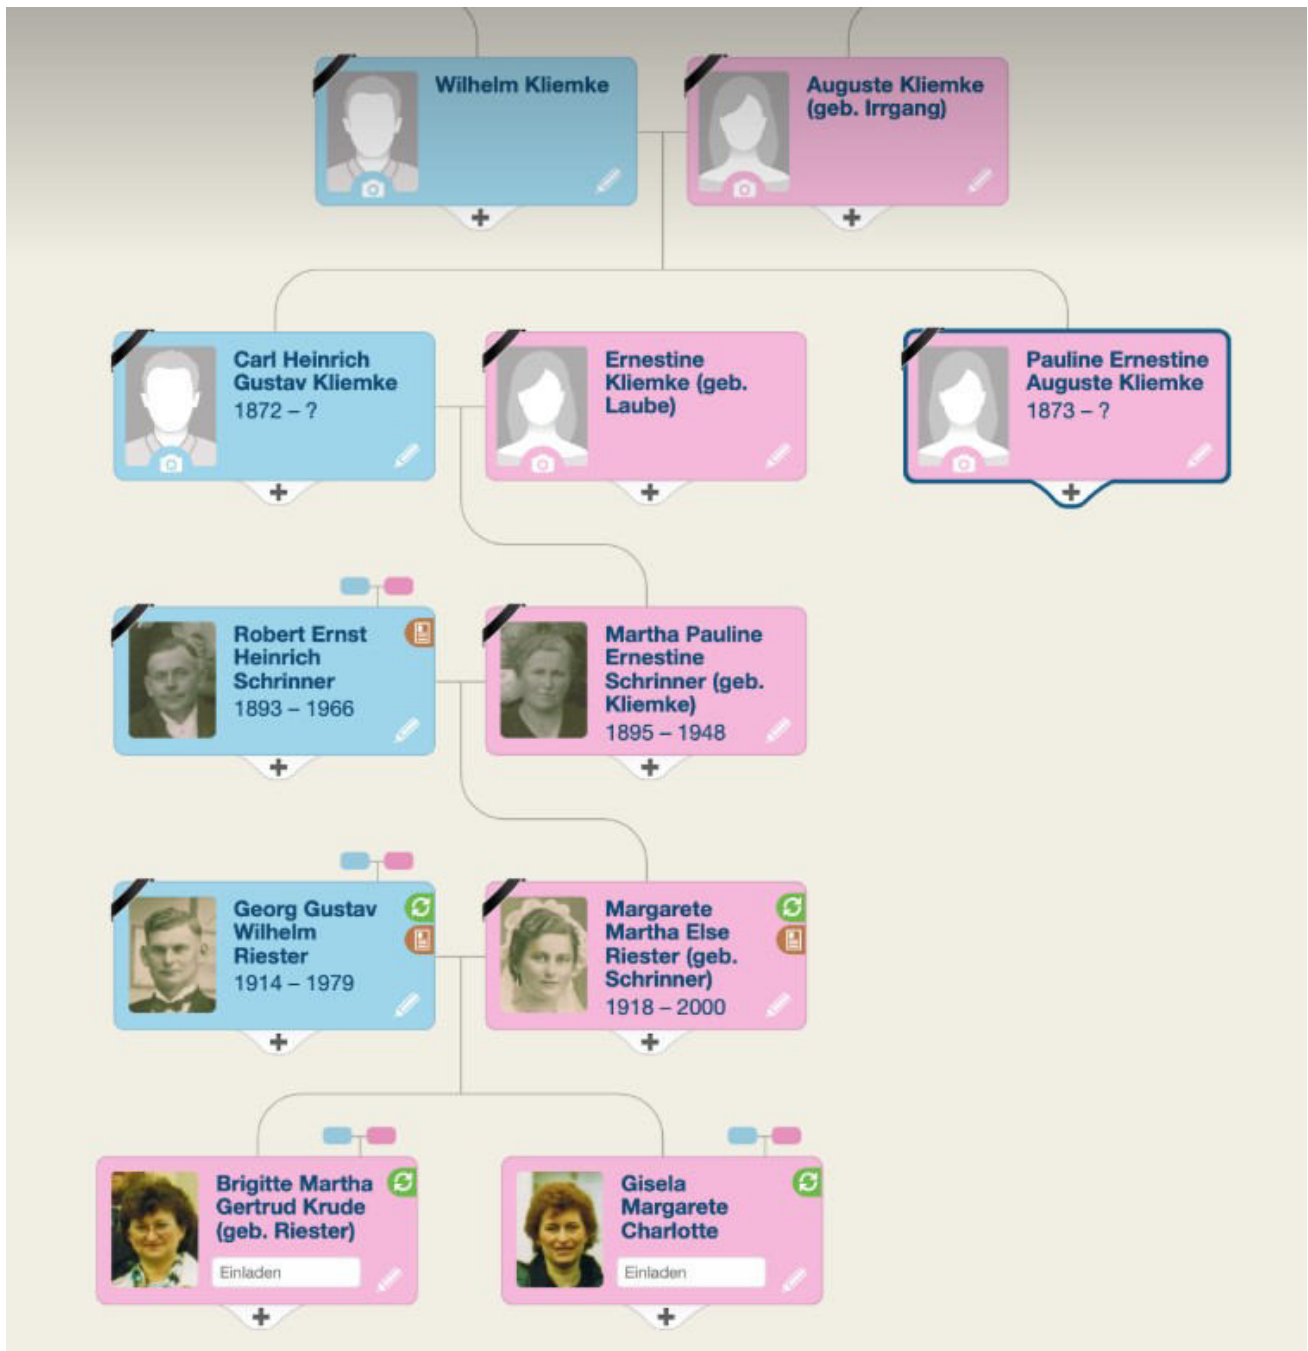 Wilhelm Kliemke
Auguste Kliemke
(geb. Irrgang)
Carl Heinrich
Gustav Kliemke
1872 – ?
Ernestine
Kliemke (geb.
Laube)
Pauline Ernestine
Auguste Kliemke
1873 – ?
Robert Ernst
Heinrich
Schrinner
1893 – 1966
Martha Pauline
Ernestine
Schrinner (geb.
Kliemke)
1895 – 1948
Georg Gustav
Wilhelm
Riester
1914 – 1979
Margarete
Martha Else
Riester (geb.
Schrinner)
1918 – 2000
Brigitte Martha
Gertrud Krude
(geb. Riester)
Einladen
Gisela
Margarete
Charlotte
Einladen